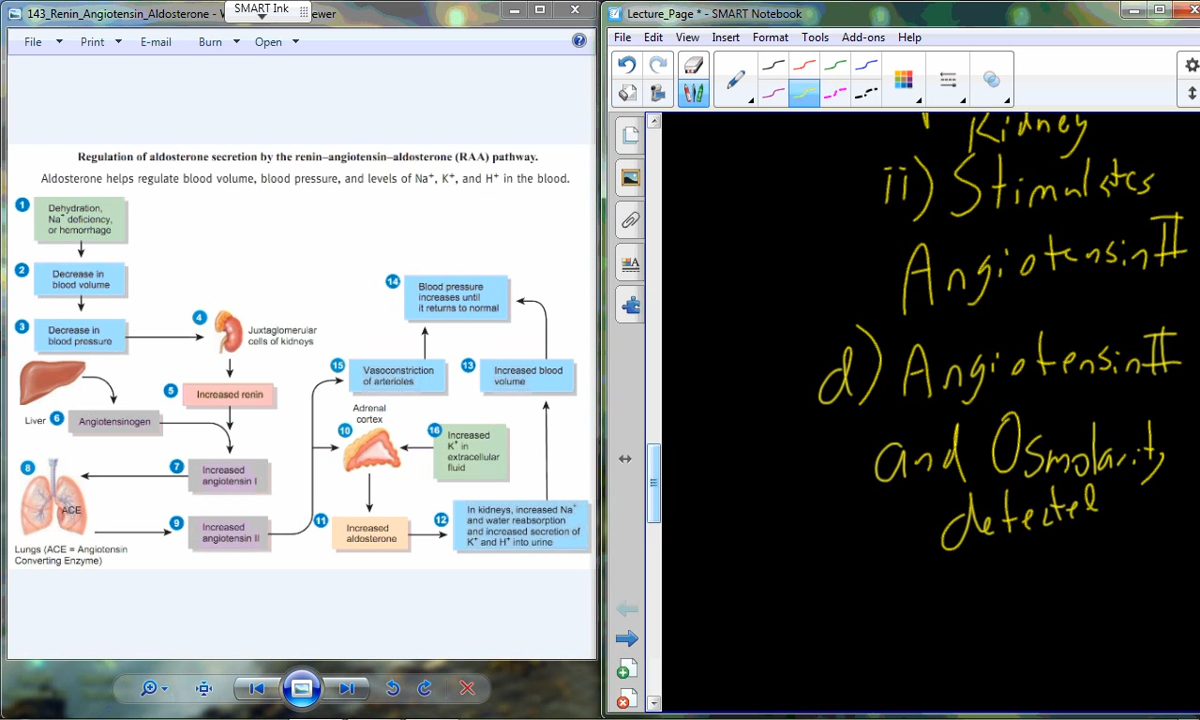 143_Renin_Angiotensin_Aldosterone - W
SMART Ink
ewer
File Print E-mail Burn Open
Regulation of aldosterone secretion by the renin–angiotensin–aldosterone (RAA) pathway.
Aldosterone helps regulate blood volume, blood pressure, and levels of Na⁺, K⁺, and H⁺ in the blood.
1
Dehydration,
Na⁺ deficiency,
or hemorrhage
2
Decrease in
blood volume
3
Decrease in
blood pressure
4
Juxtaglomerular
cells of kidneys
5
Increased renin
Liver
6
Angiotensinogen
7
Increased
angiotensin I
8
ACE
Lungs (ACE = Angiotensin
Converting Enzyme)
9
Increased
angiotensin II
Adrenal
cortex
10
11
Increased
aldosterone
12
In kidneys, increased Na⁺
and water reabsorption
and increased secretion of
K⁺ and H⁺ into urine
13
Increased blood
volume
14
Blood pressure
increases until
it returns to normal
15
Vasoconstriction
of arterioles
16
Increased
K⁺ in
extracellular
fluid
Lecture_Page * - SMART Notebook
File Edit View Insert Format Tools Add-ons Help
Kidney
ii) Stimulates
Angiotensin II
d) Angiotensin II
and Osmolarity
detected